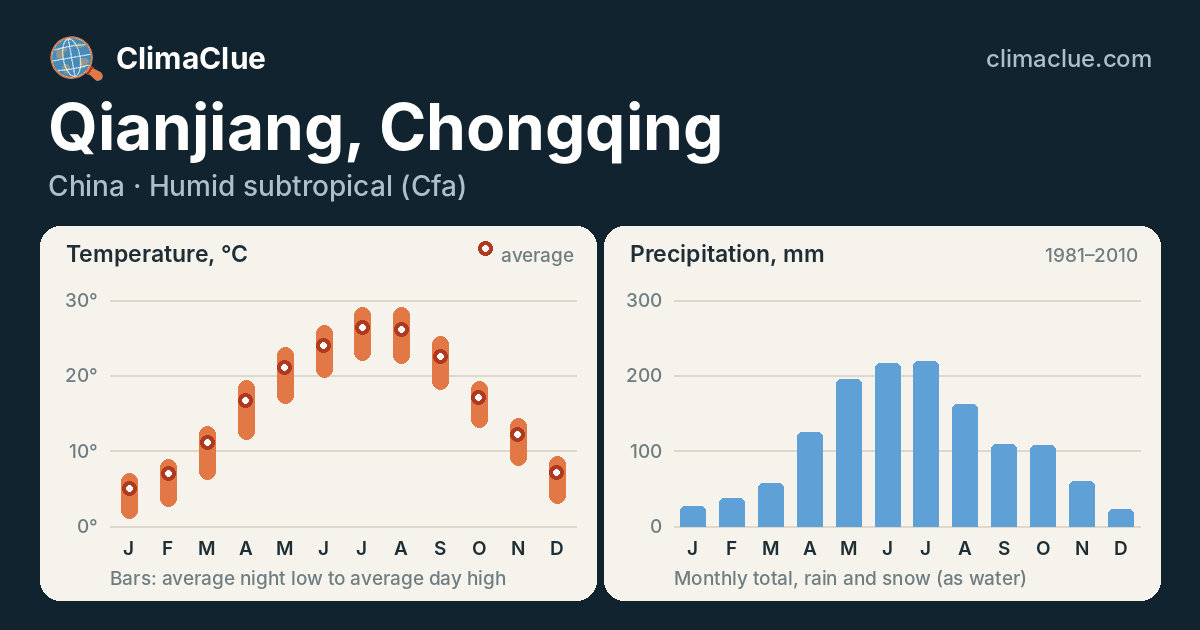 ClimaClue
climaclue.com
Qianjiang, Chongqing
China · Humid subtropical (Cfa)
Temperature, °C
average
30°
20°
10°
0°
J F M A M J J A S O N D
Bars: average night low to average day high
Precipitation, mm
1981–2010
300
200
100
0
J F M A M J J A S O N D
Monthly total, rain and snow (as water)